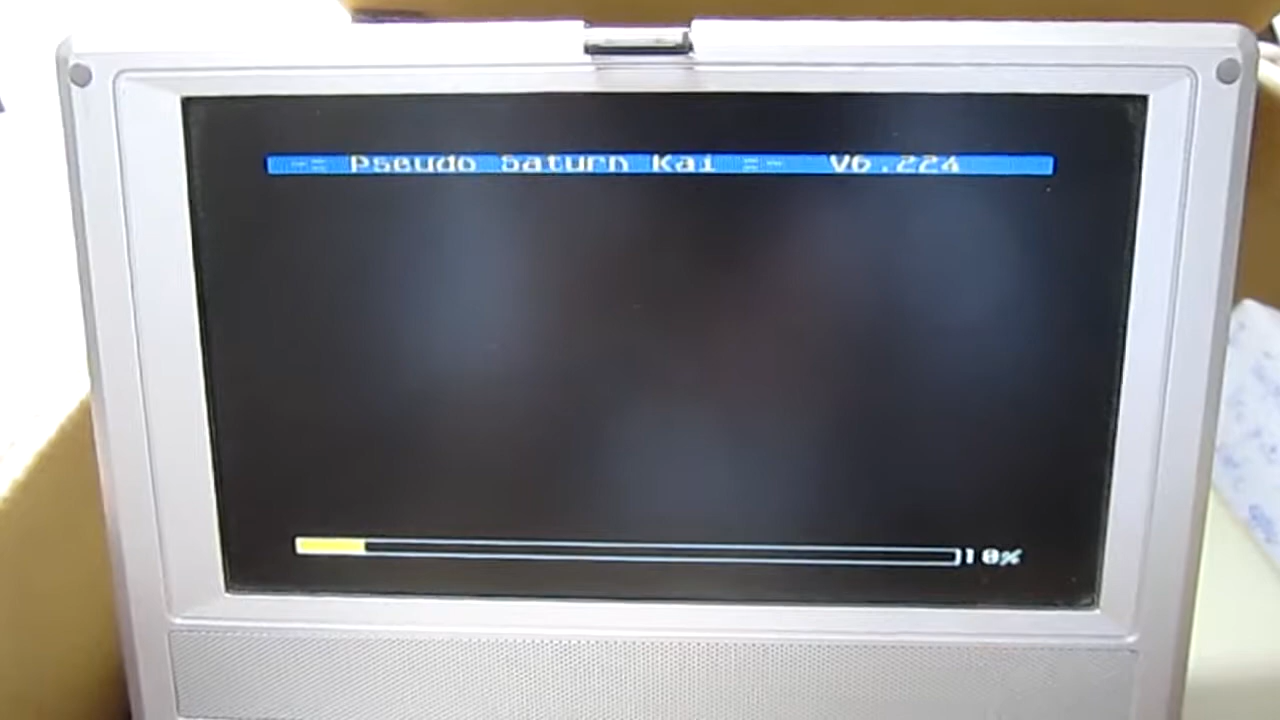 -= Pseudo Saturn Kai =- V6.224
10%